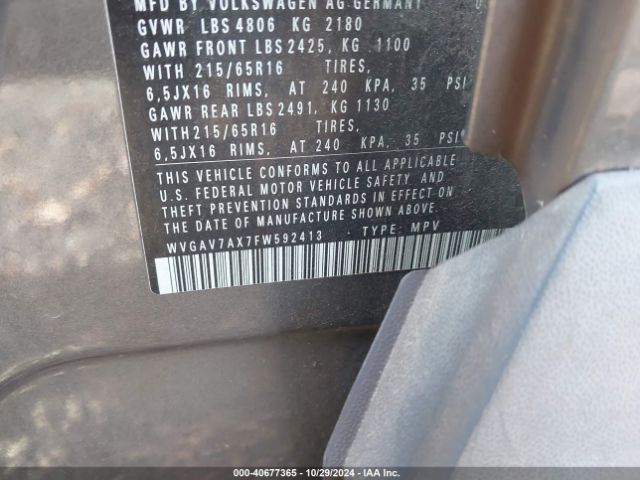 MFD BY VOLKSWAGEN AG GERMANY
GVWR LBS 4806 KG 2180
GAWR FRONT LBS 2425, KG 1100
WITH 215/65R16 TIRES,
6,5JX16 RIMS, AT 240 KPA, 35 PSI
GAWR REAR LBS 2491, KG 1130
WITH 215/65R16 TIRES,
6,5JX16 RIMS, AT 240 KPA, 35 PSI
THIS VEHICLE CONFORMS TO ALL APPLICABLE
U.S. FEDERAL MOTOR VEHICLE SAFETY AND
THEFT PREVENTION STANDARDS IN EFFECT ON
THE DATE OF MANUFACTURE SHOWN ABOVE.
WVGAV7AX7FW592413 TYPE: MPV
000-40677365 | 10/29/2024 | IAA Inc.